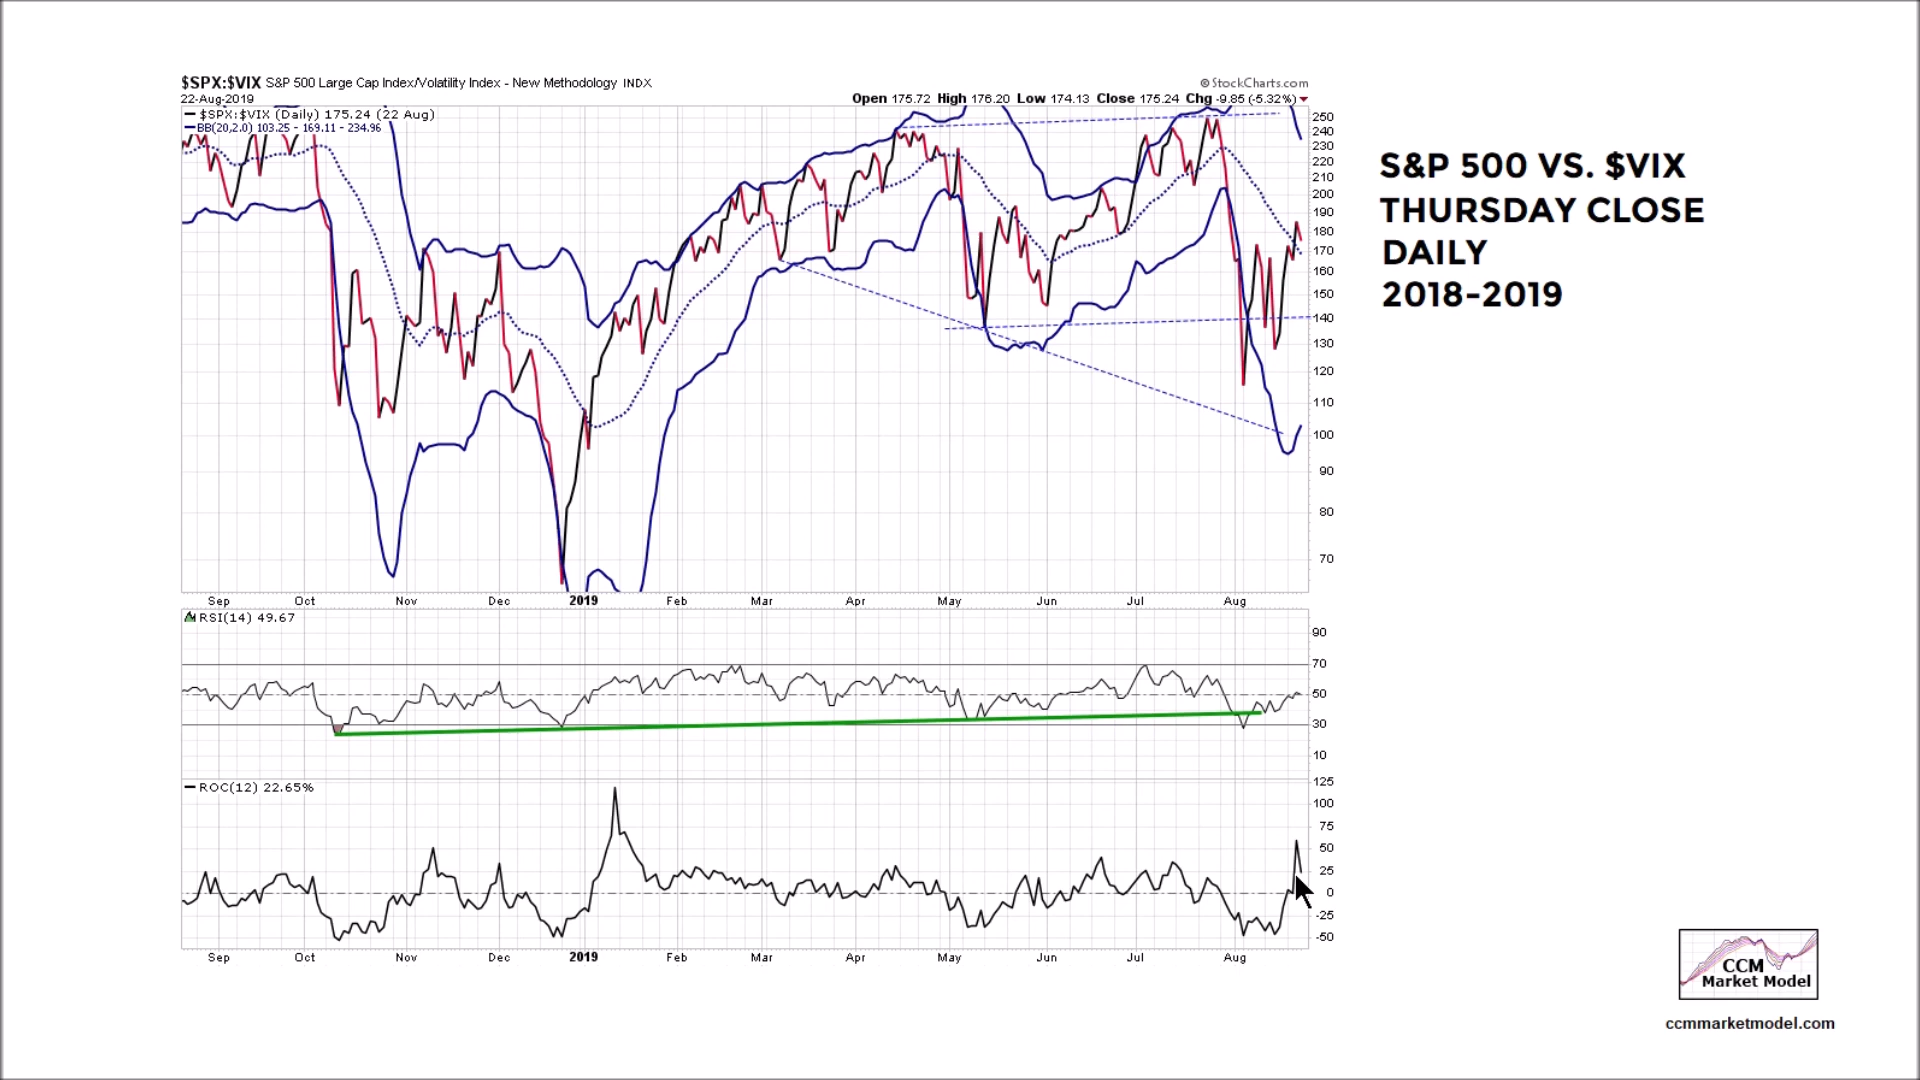 $SPX:$VIX S&P 500 Large Cap Index/Volatility Index - New Methodology INDX
© StockCharts.com
22-Aug-2019
Open 175.72 High 176.20 Low 174.13 Close 175.24 Chg -9.85 (-5.32%)
$SPX:$VIX (Daily) 175.24 (22 Aug)
BB(20,2.0) 103.25 - 169.11 - 234.96
250
240
230
220
210
200
190
180
170
160
150
140
130
120
110
100
90
80
70
Sep Oct Nov Dec 2019 Feb Mar Apr May Jun Jul Aug
RSI(14) 49.67
90
70
50
30
10
ROC(12) 22.65%
125
100
75
50
25
0
-25
-50
Sep Oct Nov Dec 2019 Feb Mar Apr May Jun Jul Aug
S&P 500 VS. $VIX
THURSDAY CLOSE
DAILY
2018-2019
CCM
Market Model
ccmmarketmodel.com